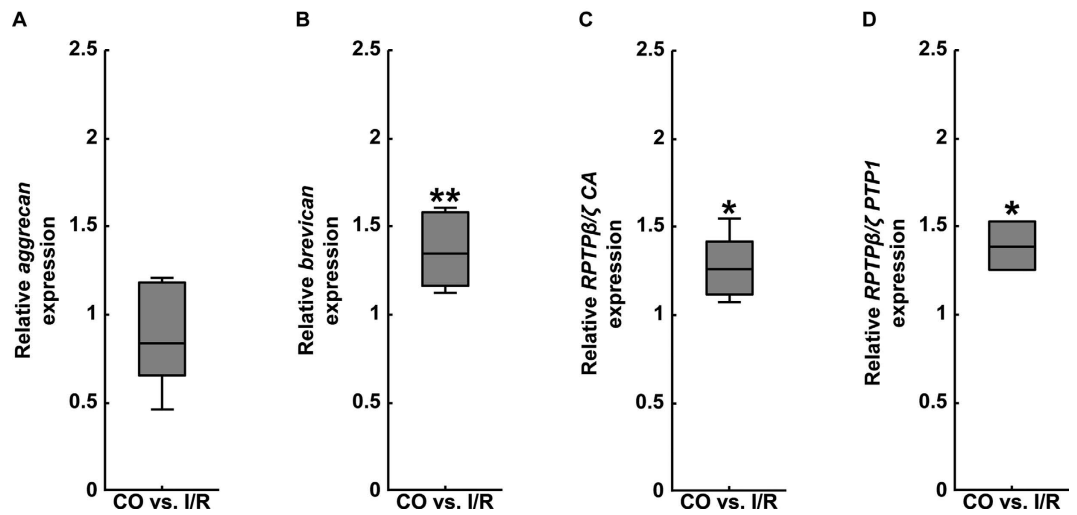 A
Relative aggrecan
expression
2.5
2
1.5
1
0.5
0
CO vs. I/R
B
Relative brevican
expression
2.5
2
1.5
1
0.5
0
**
CO vs. I/R
C
Relative RPTPβ/ζ CA
expression
2.5
2
1.5
1
0.5
0
*
CO vs. I/R
D
Relative RPTPβ/ζ PTP1
expression
2.5
2
1.5
1
0.5
0
*
CO vs. I/R